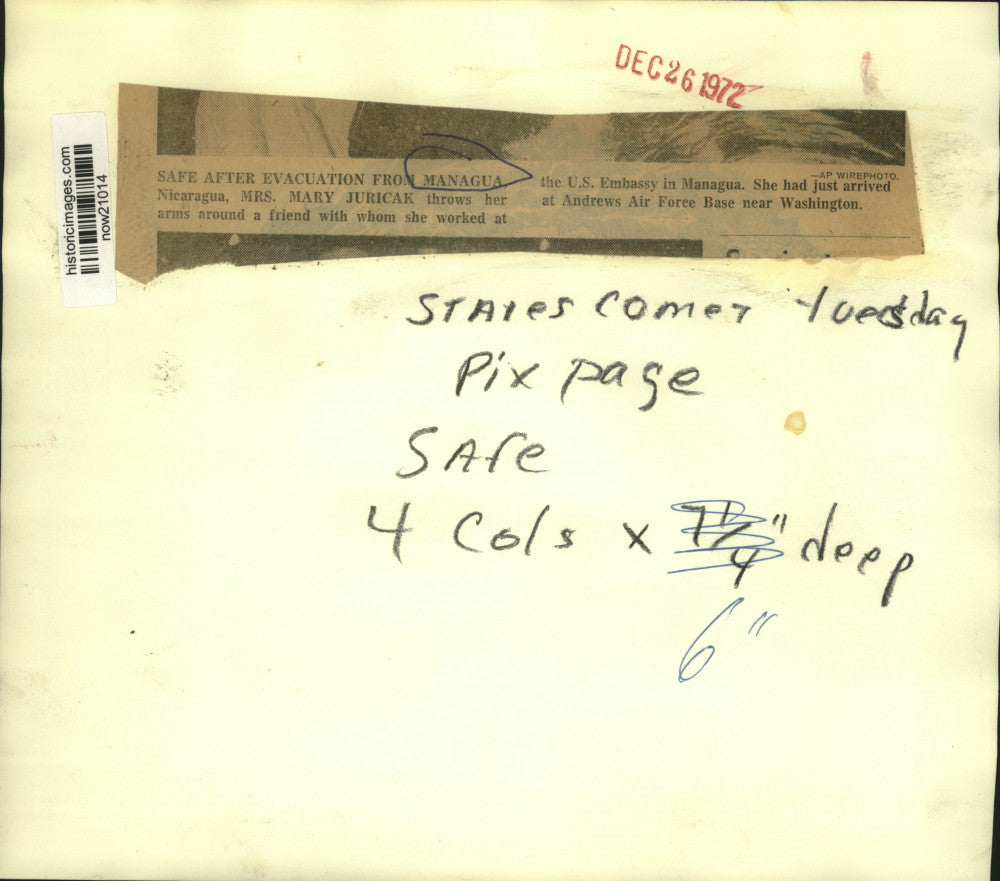 DEC 26 1972
historicimages.com
now21014
—AP WIREPHOTO.
SAFE AFTER EVACUATION FROM MANAGUA,
Nicaragua, MRS. MARY JURICAK throws her
arms around a friend with whom she worked at
the U.S. Embassy in Managua. She had just arrived
at Andrews Air Force Base near Washington.
STATES COMET Tuesday
Pix page
SAFE
4 Cols x 7 1/4" deep
6"